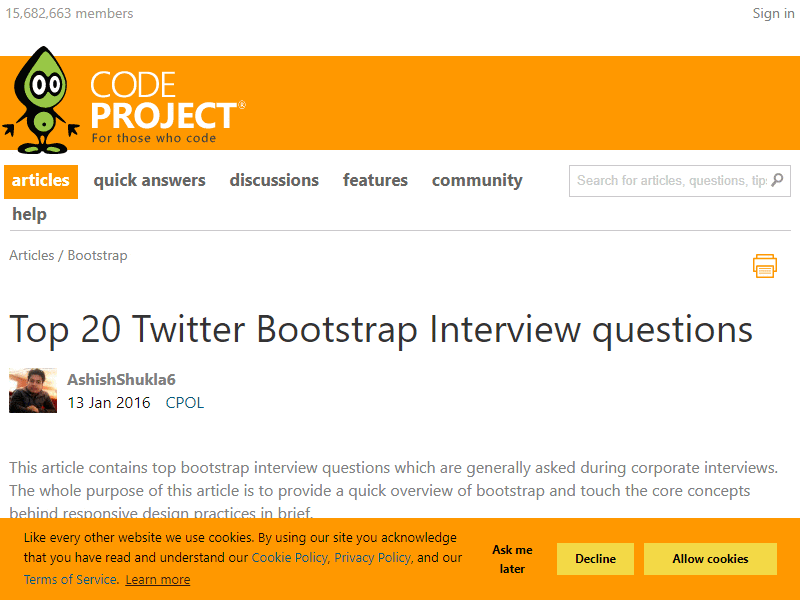 15,682,663 members
Sign in
CODE
PROJECT®
For those who code
articles
quick answers
discussions
features
community
Search for articles, questions, tips
help
Articles / Bootstrap
Top 20 Twitter Bootstrap Interview questions
AshishShukla6
13 Jan 2016 CPOL
This article contains top bootstrap interview questions which are generally asked during corporate interviews.
The whole purpose of this article is to provide a quick overview of bootstrap and touch the core concepts
behind responsive design practices in brief.
Like every other website we use cookies. By using our site you acknowledge
that you have read and understand our Cookie Policy, Privacy Policy, and our
Terms of Service. Learn more
Ask me
later
Decline
Allow cookies